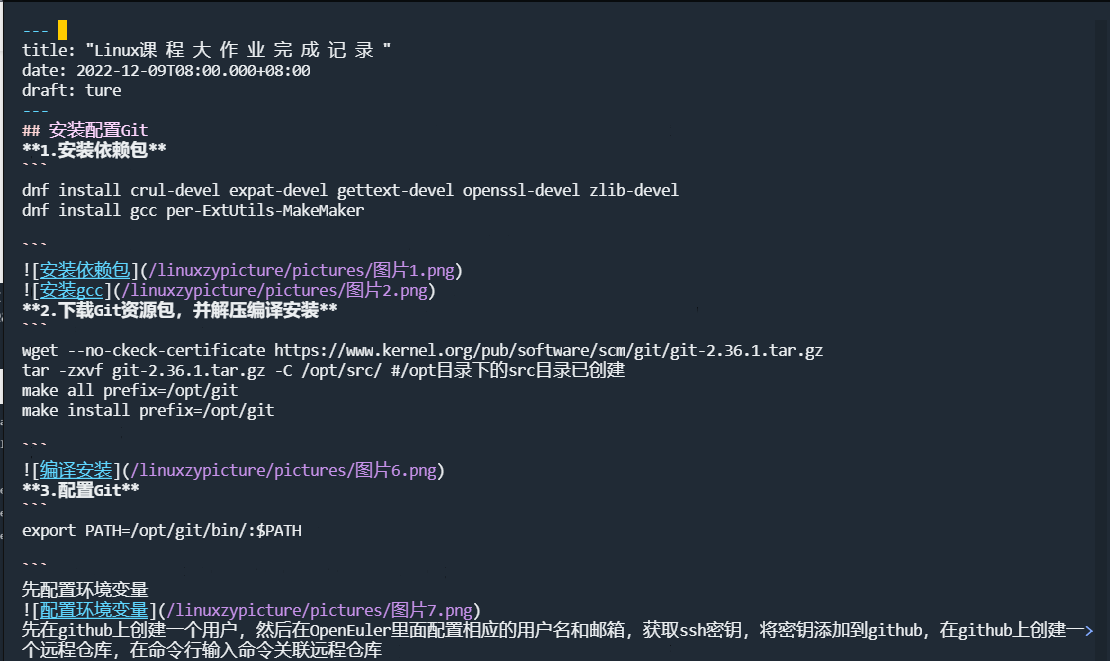 ---
title: "Linux课 程 大 作 业 完 成 记 录 "
date: 2022-12-09T08:00.000+08:00
draft: ture
---
## 安装配置Git
**1.安装依赖包**
```
dnf install crul-devel expat-devel gettext-devel openssl-devel zlib-devel
dnf install gcc per-ExtUtils-MakeMaker
```
![安装依赖包](/linuxzypicture/pictures/图片1.png)
![安装gcc](/linuxzypicture/pictures/图片2.png)
**2.下载Git资源包，并解压编译安装**
```
wget --no-ckeck-certificate https://www.kernel.org/pub/software/scm/git/git-2.36.1.tar.gz
tar -zxvf git-2.36.1.tar.gz -C /opt/src/ #/opt目录下的src目录已创建
make all prefix=/opt/git
make install prefix=/opt/git
```
![编译安装](/linuxzypicture/pictures/图片6.png)
**3.配置Git**
```
export PATH=/opt/git/bin/:$PATH
```
先配置环境变量
![配置环境变量](/linuxzypicture/pictures/图片7.png)
先在github上创建一个用户，然后在OpenEuler里面配置相应的用户名和邮箱，获取ssh密钥，将密钥添加到github，在github上创建一>
个远程仓库，在命令行输入命令关联远程仓库